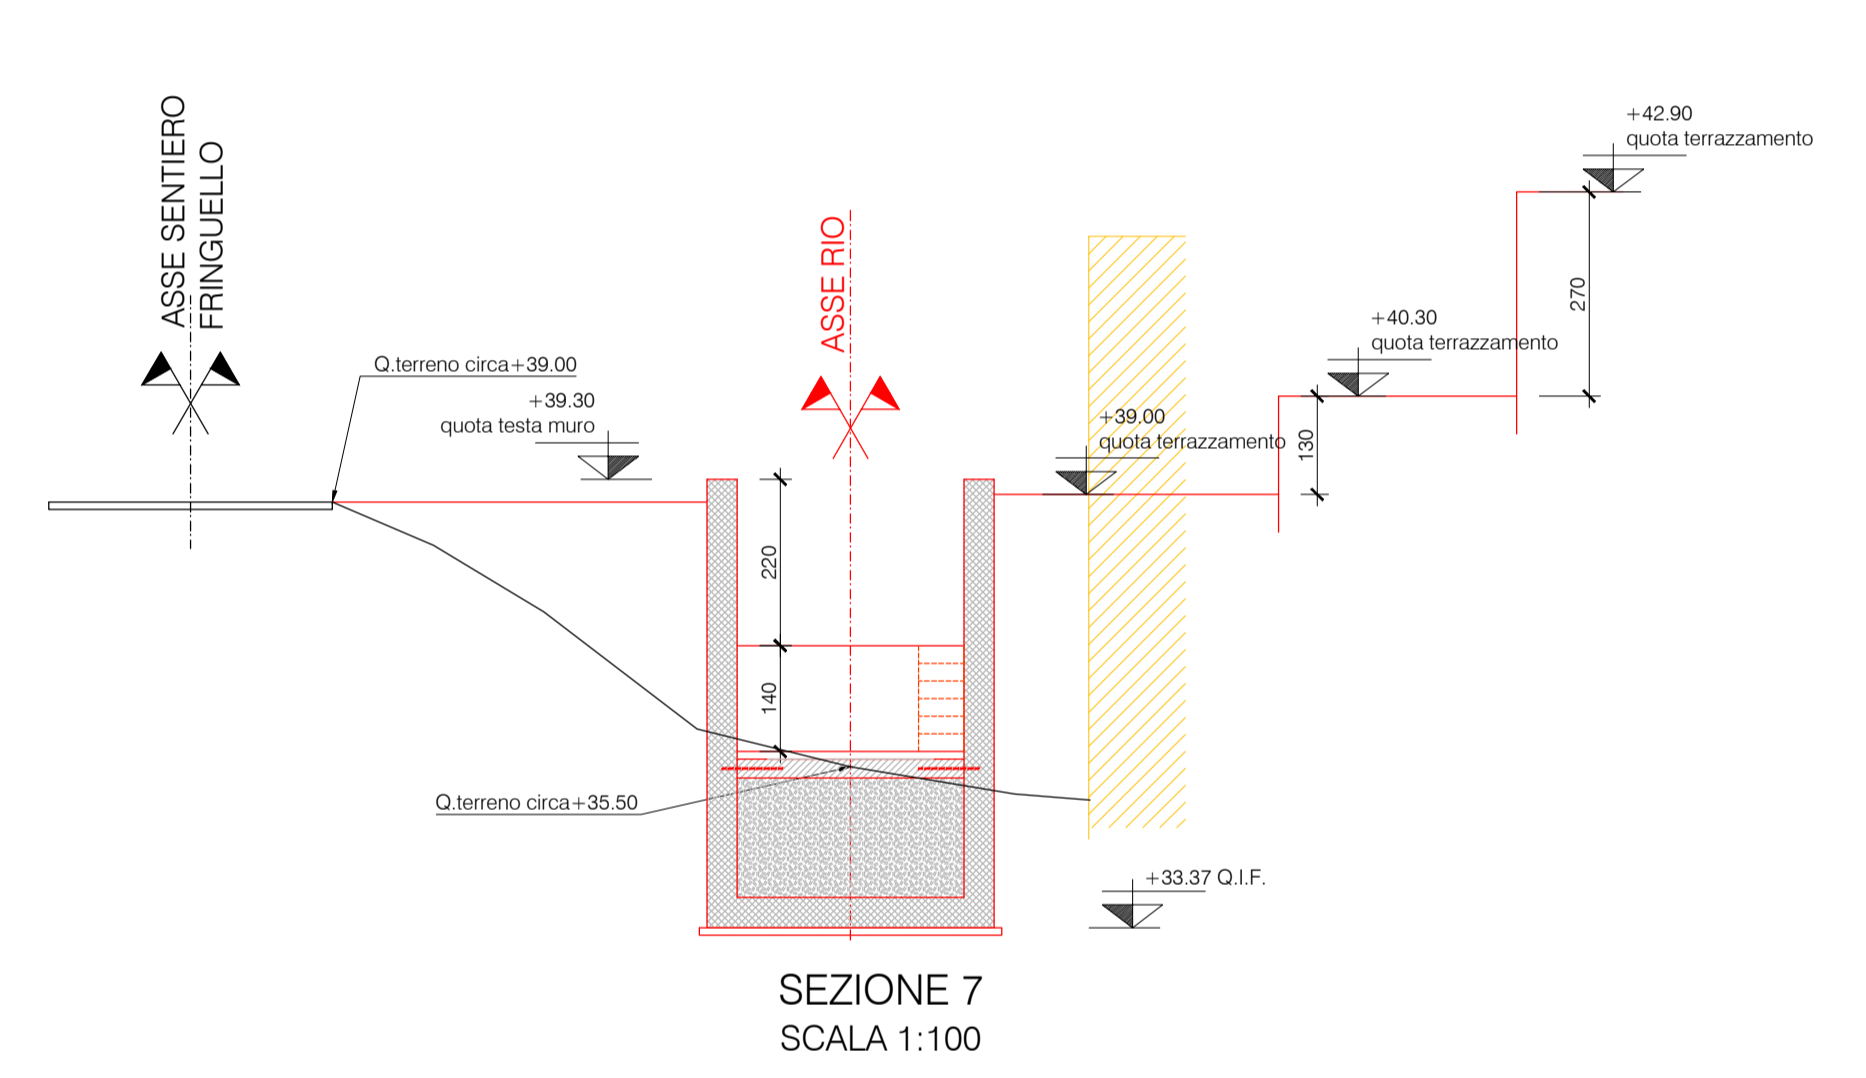 ASSE SENTIERO
FRINGUELLO
Q.terreno circa+39.00
+39.30
quota testa muro
ASSE RIO
+39.00
quota terrazzamento
130
+40.30
quota terrazzamento
270
+42.90
quota terrazzamento
220
140
Q.terreno circa+35.50
+33.37 Q.I.F.
SEZIONE 7
SCALA 1:100